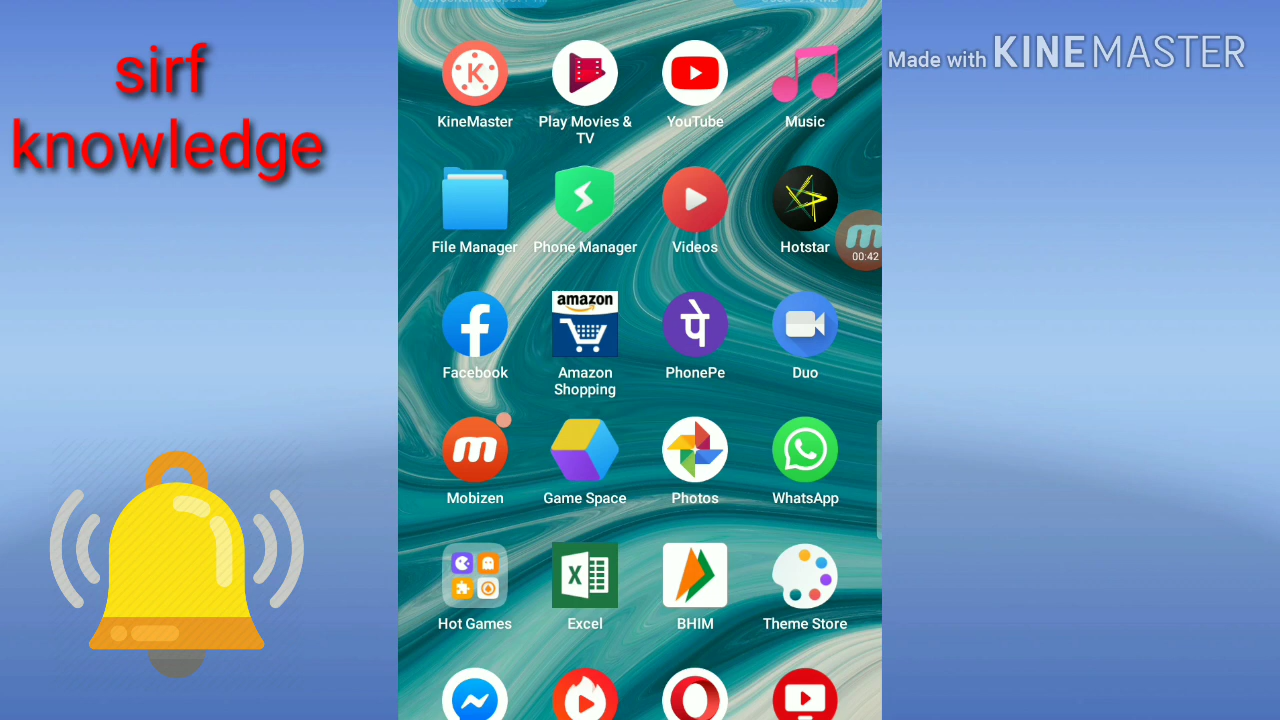 sirf
knowledge
Made with KINEMASTER
KineMaster
Play Movies &
TV
YouTube
Music
File Manager
Phone Manager
Videos
Hotstar
00:42
amazon
पे
Facebook
Amazon
Shopping
PhonePe
Duo
Mobizen
Game Space
Photos
WhatsApp
Hot Games
Excel
BHIM
Theme Store